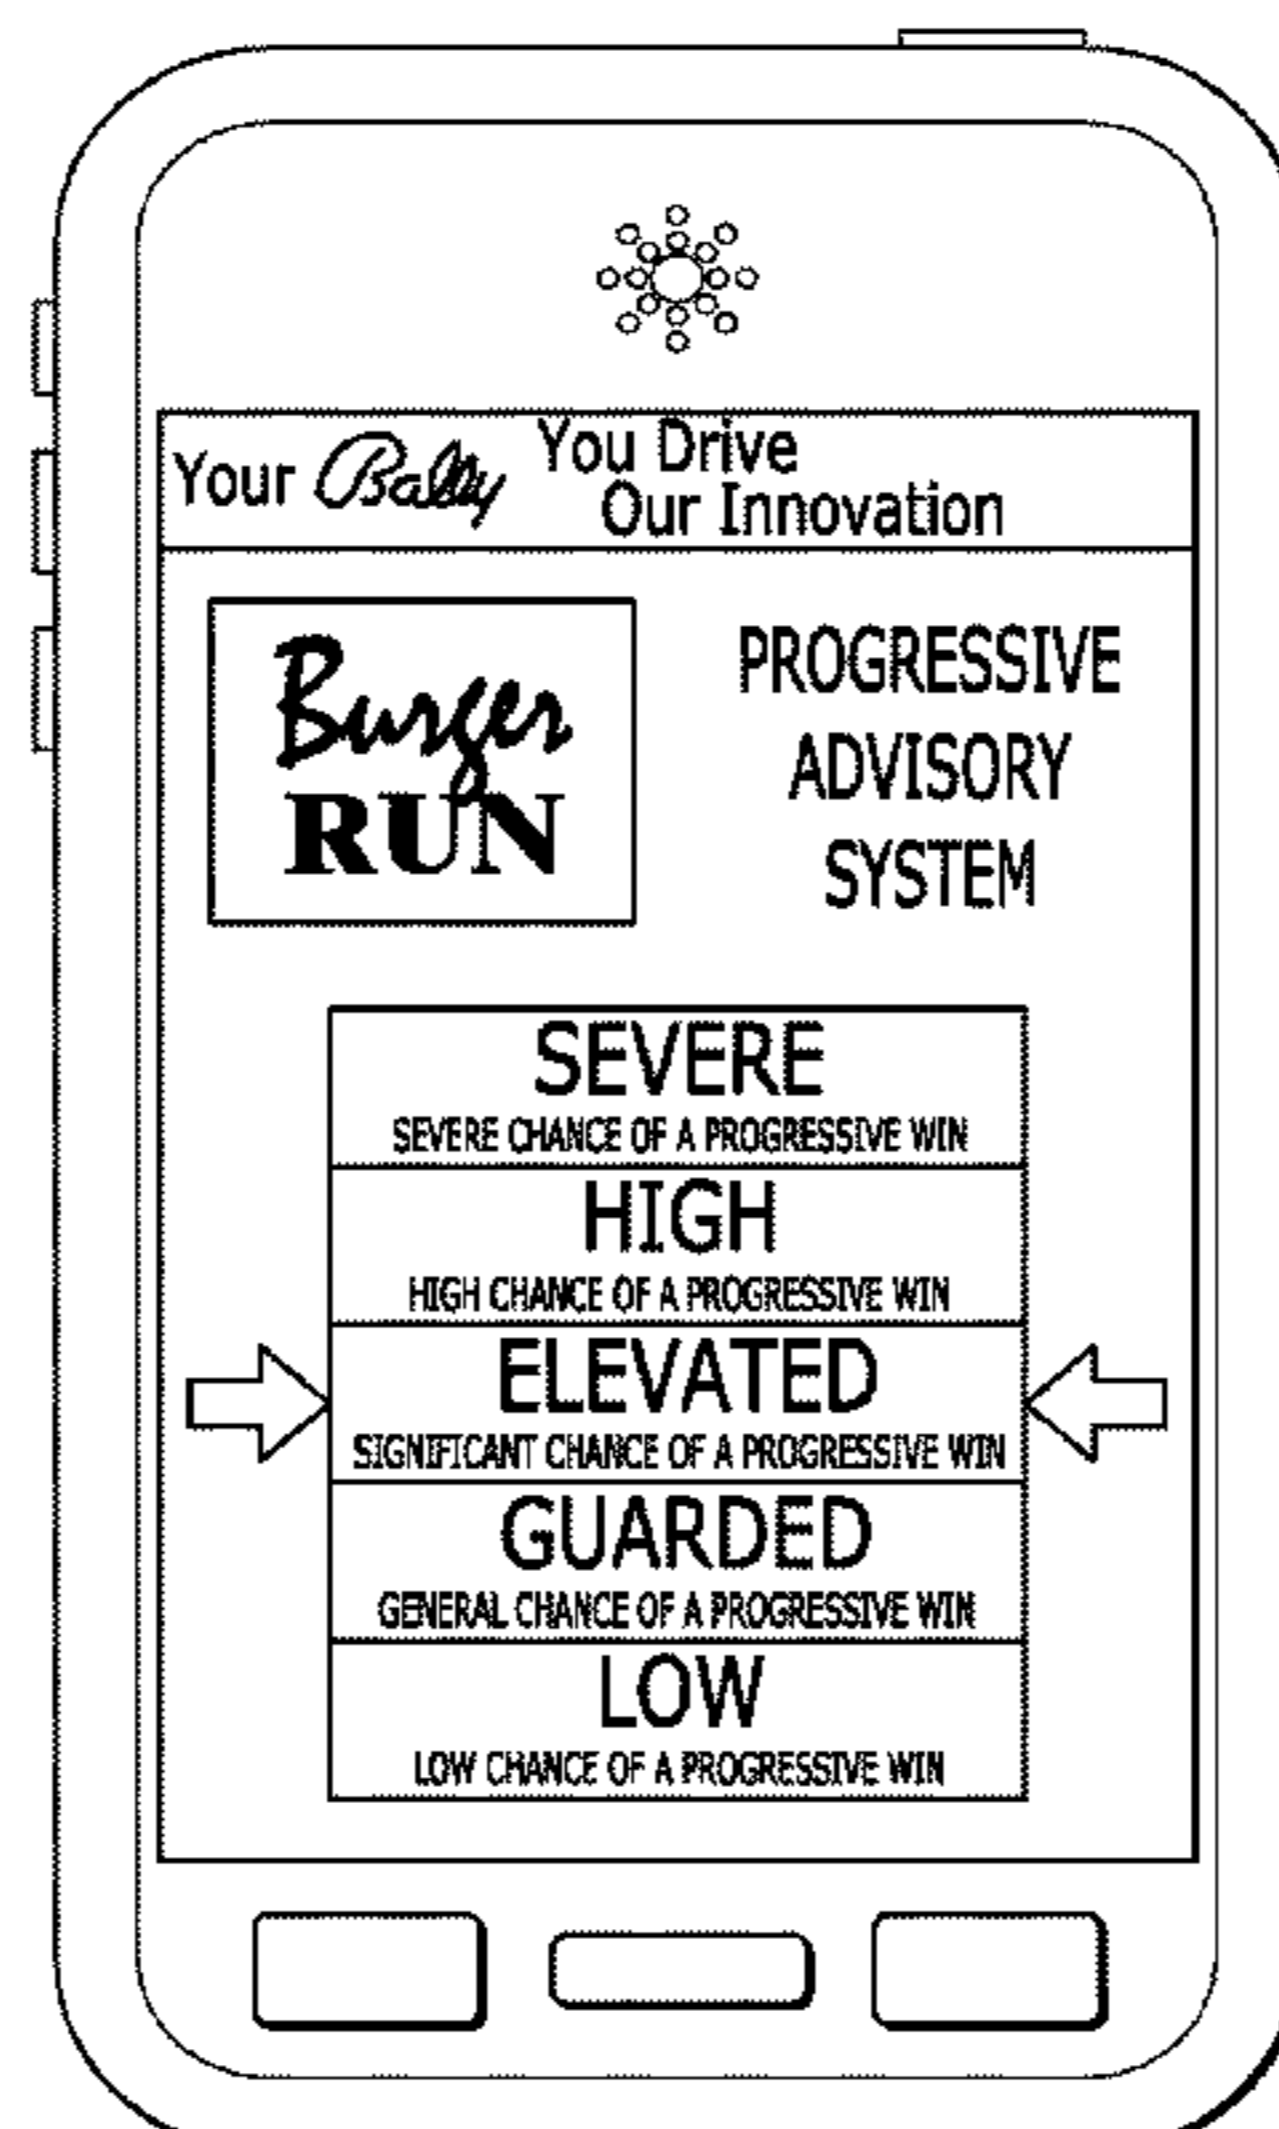 Your Bally You Drive
Our Innovation
Burger
RUN
PROGRESSIVE
ADVISORY
SYSTEM
SEVERE
SEVERE CHANCE OF A PROGRESSIVE WIN
HIGH
HIGH CHANCE OF A PROGRESSIVE WIN
ELEVATED
SIGNIFICANT CHANCE OF A PROGRESSIVE WIN
GUARDED
GENERAL CHANCE OF A PROGRESSIVE WIN
LOW
LOW CHANCE OF A PROGRESSIVE WIN